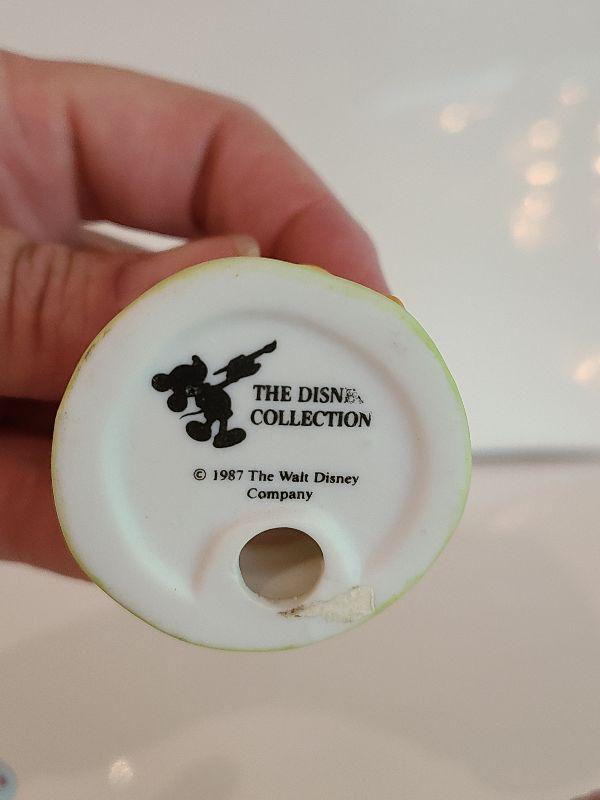 THE DISNE
COLLECTION
© 1987 The Walt Disney
Company